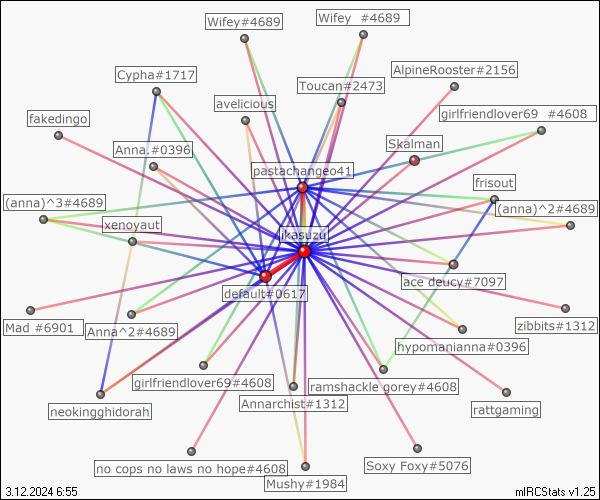 Wifey#4689
Wifey #4689
Cypha#1717
Toucan#2473
AlpineRooster#2156
avelicious
girlfriendlover69 #4608
fakedingo
Skalman
Anna.#0396
pastachangeo41
frisout
(anna)^3#4689
(anna)^2#4689
xenoyaut
ikasuzu
ace deucy#7097
default#0617
Mad #6901
Anna^2#4689
zibbits#1312
hypomanianna#0396
girlfriendlover69#4608
ramshackle gorey#4608
neokingghidorah
Annarchist#1312
rattgaming
no cops no laws no hope#4608
Soxy Foxy#5076
Mushy#1984
3.12.2024 6:55
mIRCStats v1.25